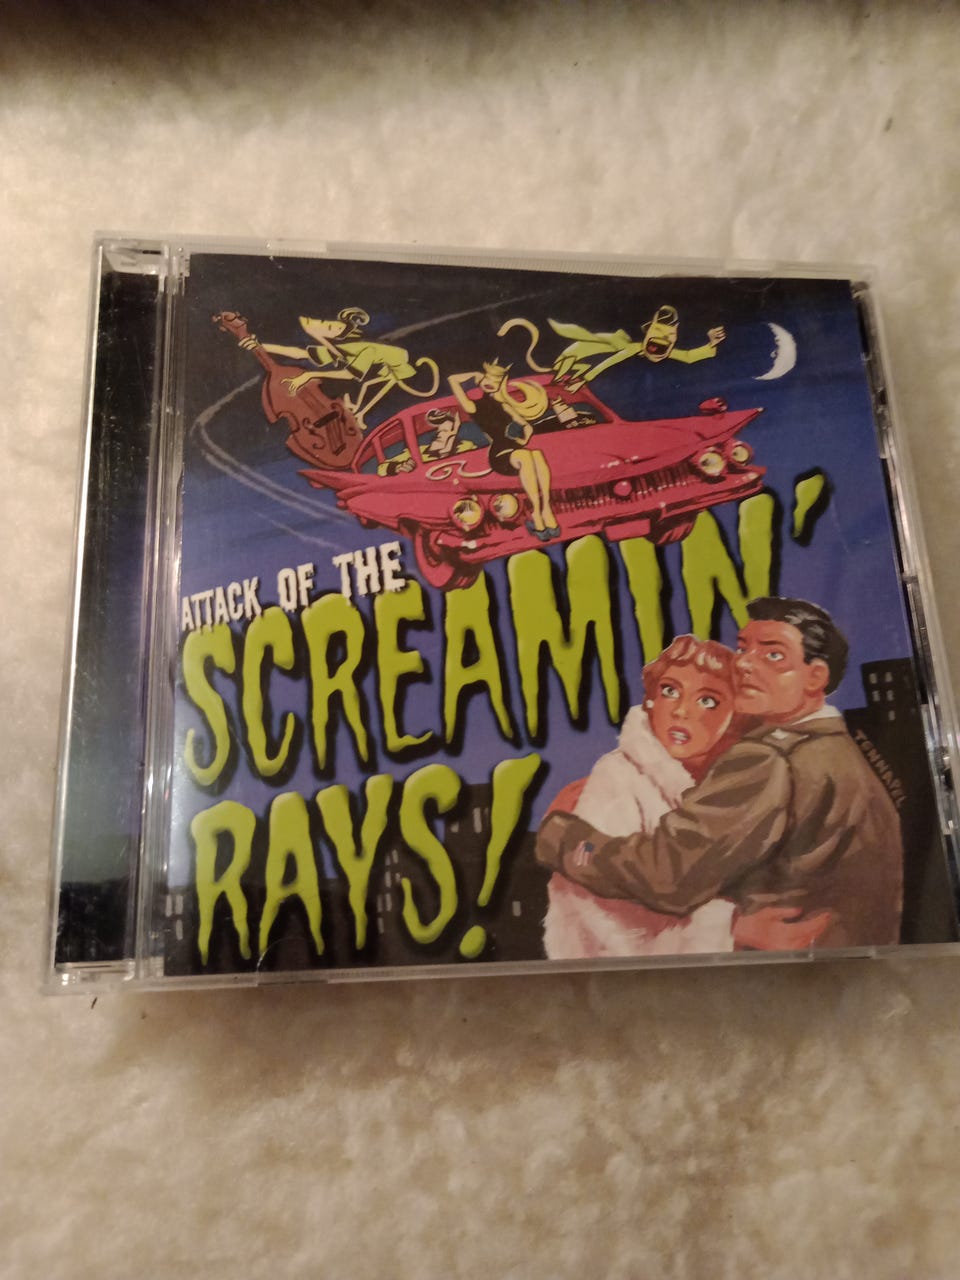 ATTACK OF THE
SCREAMIN'
RAYS!